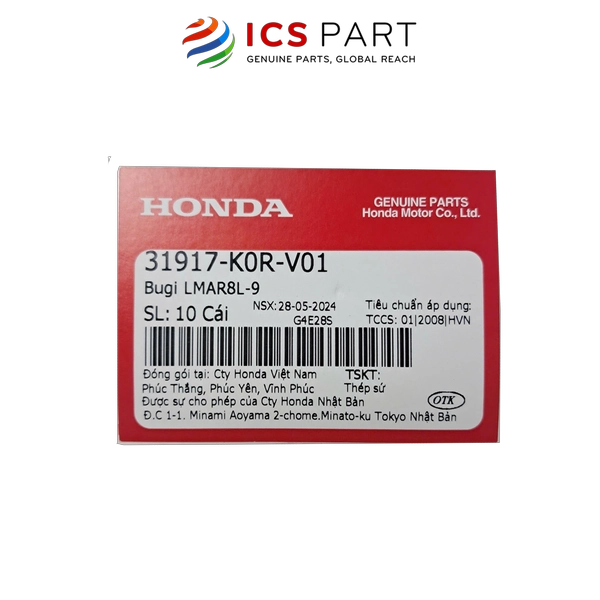 ICS PART
GENUINE PARTS, GLOBAL REACH
HONDA
GENUINE PARTS
Honda Motor Co., Ltd.
31917-K0R-V01
Bugi LMAR8L-9
SL: 10 Cái
NSX: 28-05-2024
G4E28S
Tiêu chuẩn áp dụng:
TCCS: 01|2008|HVN
Đóng gói tại: Cty Honda Việt Nam
Phúc Thắng, Phúc Yên, Vĩnh Phúc
TSKT:
Thép sứ
Được sự cho phép của Cty Honda Nhật Bản
Đ.C 1-1. Minami Aoyama 2-chome.Minato-ku Tokyo Nhật Bản
OTK